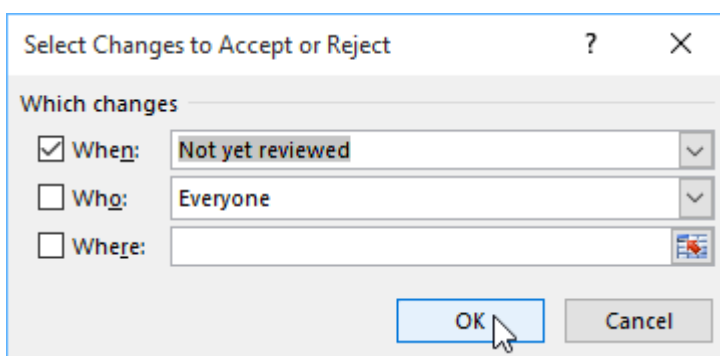 Select Changes to Accept or Reject ?
Which changes
When: Not yet reviewed
Who: Everyone
Where:
OK Cancel